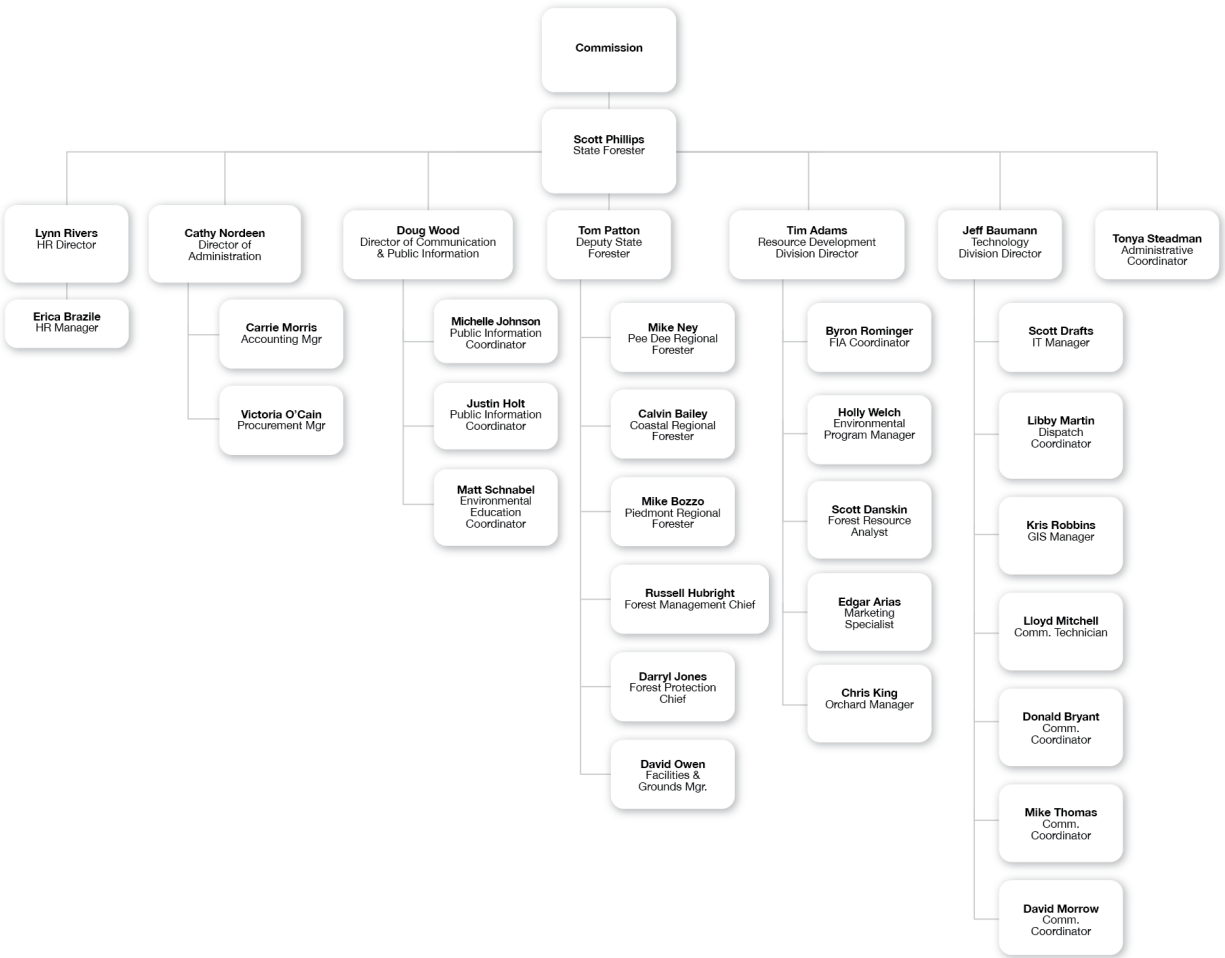 Commission
Scott Phillips
State Forester
Lynn Rivers
HR Director
Erica Brazile
HR Manager
Cathy Nordeen
Director of
Administration
Carrie Morris
Accounting Mgr
Victoria O’Cain
Procurement Mgr
Doug Wood
Director of Communication
& Public Information
Michelle Johnson
Public Information
Coordinator
Justin Holt
Public Information
Coordinator
Matt Schnabel
Environmental
Education
Coordinator
Tom Patton
Deputy State
Forester
Mike Ney
Pee Dee Regional
Forester
Calvin Bailey
Coastal Regional
Forester
Mike Bozzo
Piedmont Regional
Forester
Russell Hubright
Forest Management Chief
Darryl Jones
Forest Protection
Chief
David Owen
Facilities &
Grounds Mgr.
Tim Adams
Resource Development
Division Director
Byron Rominger
FIA Coordinator
Holly Welch
Environmental
Program Manager
Scott Danskin
Forest Resource
Analyst
Edgar Arias
Marketing
Specialist
Chris King
Orchard Manager
Jeff Baumann
Technology
Division Director
Scott Drafts
IT Manager
Libby Martin
Dispatch
Coordinator
Kris Robbins
GIS Manager
Lloyd Mitchell
Comm. Technician
Donald Bryant
Comm.
Coordinator
Mike Thomas
Comm.
Coordinator
David Morrow
Comm.
Coordinator
Tonya Steadman
Administrative
Coordinator